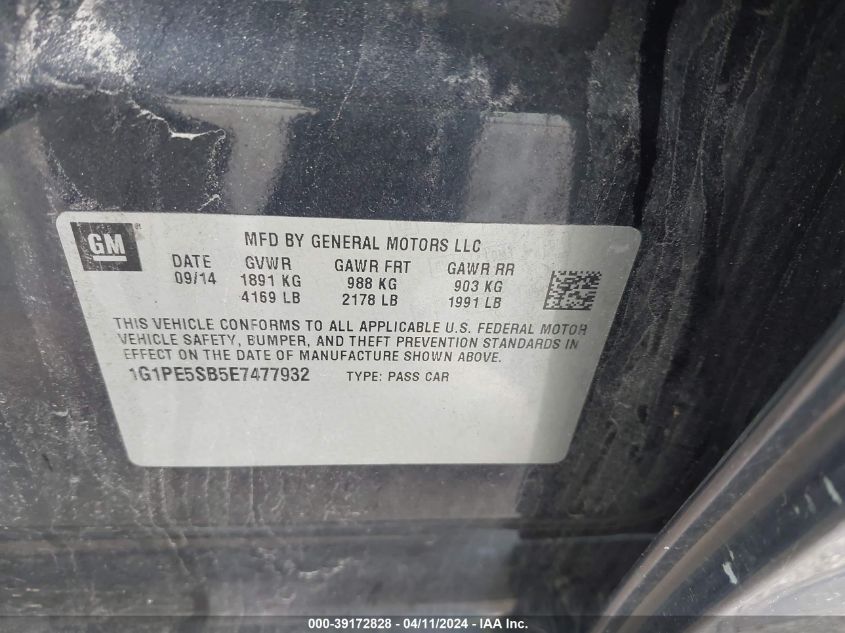 GM
MFD BY GENERAL MOTORS LLC
DATE GVWR GAWR FRT GAWR RR
09/14 1891 KG 988 KG 903 KG
4169 LB 2178 LB 1991 LB
THIS VEHICLE CONFORMS TO ALL APPLICABLE U.S. FEDERAL MOTOR
VEHICLE SAFETY, BUMPER, AND THEFT PREVENTION STANDARDS IN
EFFECT ON THE DATE OF MANUFACTURE SHOWN ABOVE.
1G1PE5SB5E7477932 TYPE: PASS CAR
000-39172828 - 04/11/2024 - IAA Inc.